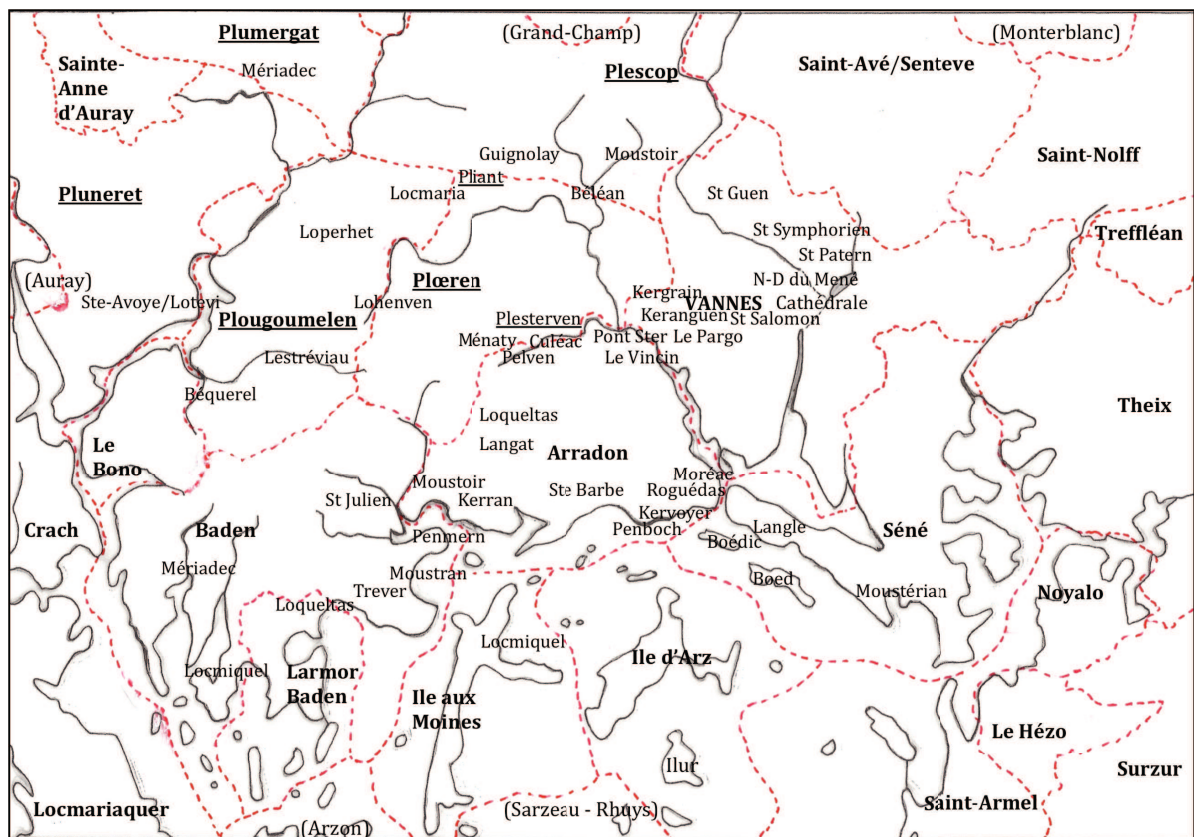 Plumergat
(Grand-Champ)
(Monterblanc)
Sainte-
Anne
d'Auray
Mériadec
Plescop
Saint-Avé/Senteve
Guignolay
Moustoir
Saint-Nolff
Pluneret
Pliant
Locmaria
Béléan
St Guen
Loperhet
St Symphorien
Treffléan
St Patern
(Auray)
Plœren
N-D du Mené
Ste-Avoye/Lotevi
Lohenven
Kergrain
VANNES
Cathédrale
Plougoumelen
Plesterven
Keranguen
St Salomon
Ménaty
Culéac
Pont Ster
Le Pargo
Lestréviau
Pelven
Le Vincin
Béquerel
Theix
Loqueltas
Le
Bono
Langat
Arradon
Moréac
Moustoir
Ste Barbe
Roguédas
St Julien
Kerran
Kervoyer
Crach
Baden
Penmern
Penboch
Langle
Séné
Boédic
Mériadec
Moustran
Bœd
Trever
Moustérian
Noyalo
Loqueltas
Locmiquel
Ile d'Arz
Locmiquel
Larmor
Baden
Ile aux
Moines
Le Hézo
Ilur
Surzur
Locmariaquer
(Arzon)
(Sarzeau - Rhuys)
Saint-Armel